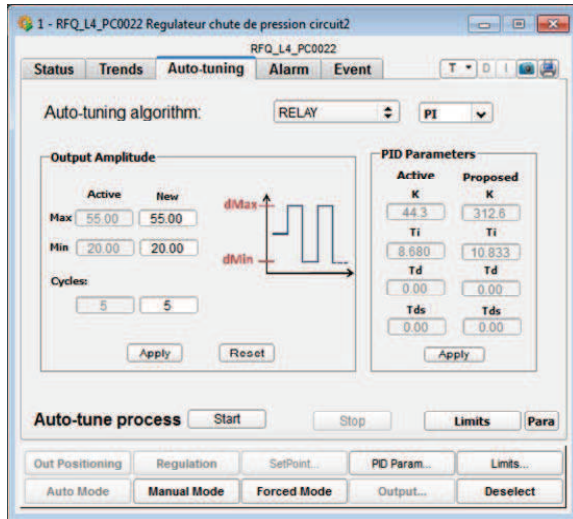 1 - RFQ_L4_PC0022 Regulateur chute de pression circuit2
RFQ_L4_PC0022
Status Trends Auto-tuning Alarm Event T D I
Auto-tuning algorithm: RELAY PI
Output Amplitude
Active New
Max 55.00 55.00
Min 20.00 20.00
Cycles:
5 5
dMax
dMin
Apply Reset
PID Parameters
Active Proposed
K K
44.3 312.6
Ti Ti
8.680 10.833
Td Td
0.00 0.00
Tds Tds
0.00 0.00
Apply
Auto-tune process Start Stop Limits Para
Out Positioning Regulation SetPoint... PID Param... Limits...
Auto Mode Manual Mode Forced Mode Output... Deselect